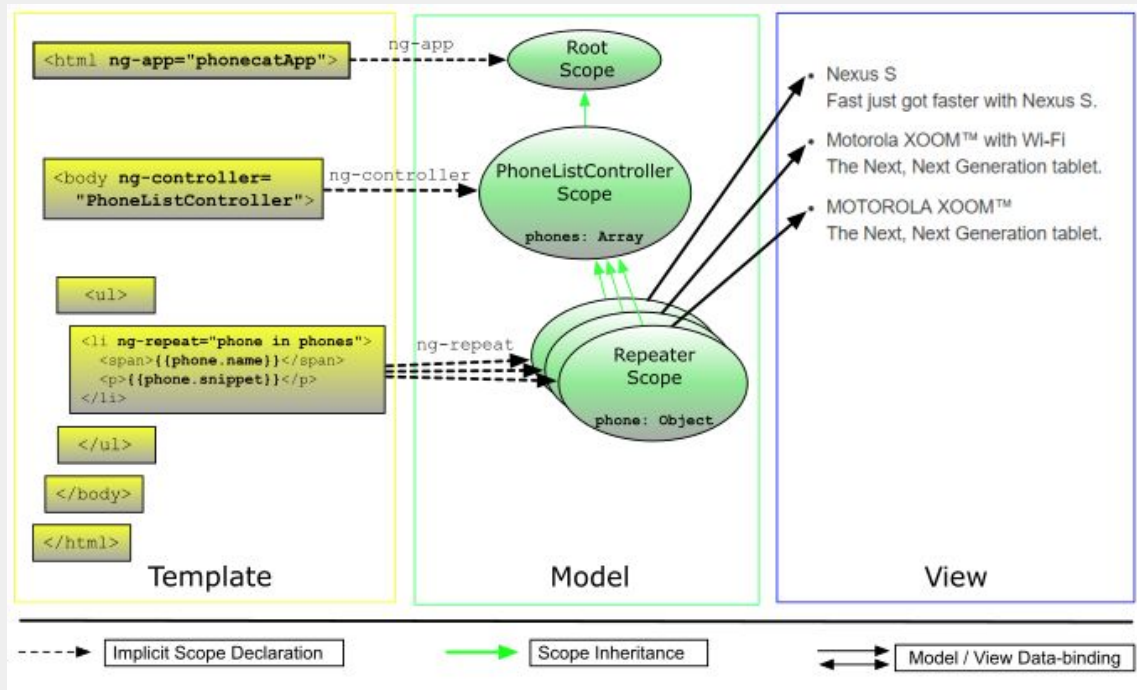 <html ng-app="phonecatApp">
ng-app
Root
Scope
<body ng-controller=
"PhoneListController">
ng-controller
PhoneListController
Scope
phones: Array
<ul>
<li ng-repeat="phone in phones">
<span>{{phone.name}}</span>
<p>{{phone.snippet}}</p>
</li>
ng-repeat
Repeater
Scope
phone: Object
</ul>
</body>
</html>
• Nexus S
Fast just got faster with Nexus S.
• Motorola XOOM™ with Wi-Fi
The Next, Next Generation tablet.
• MOTOROLA XOOM™
The Next, Next Generation tablet.
Template
Model
View
Implicit Scope Declaration
Scope Inheritance
Model / View Data-binding